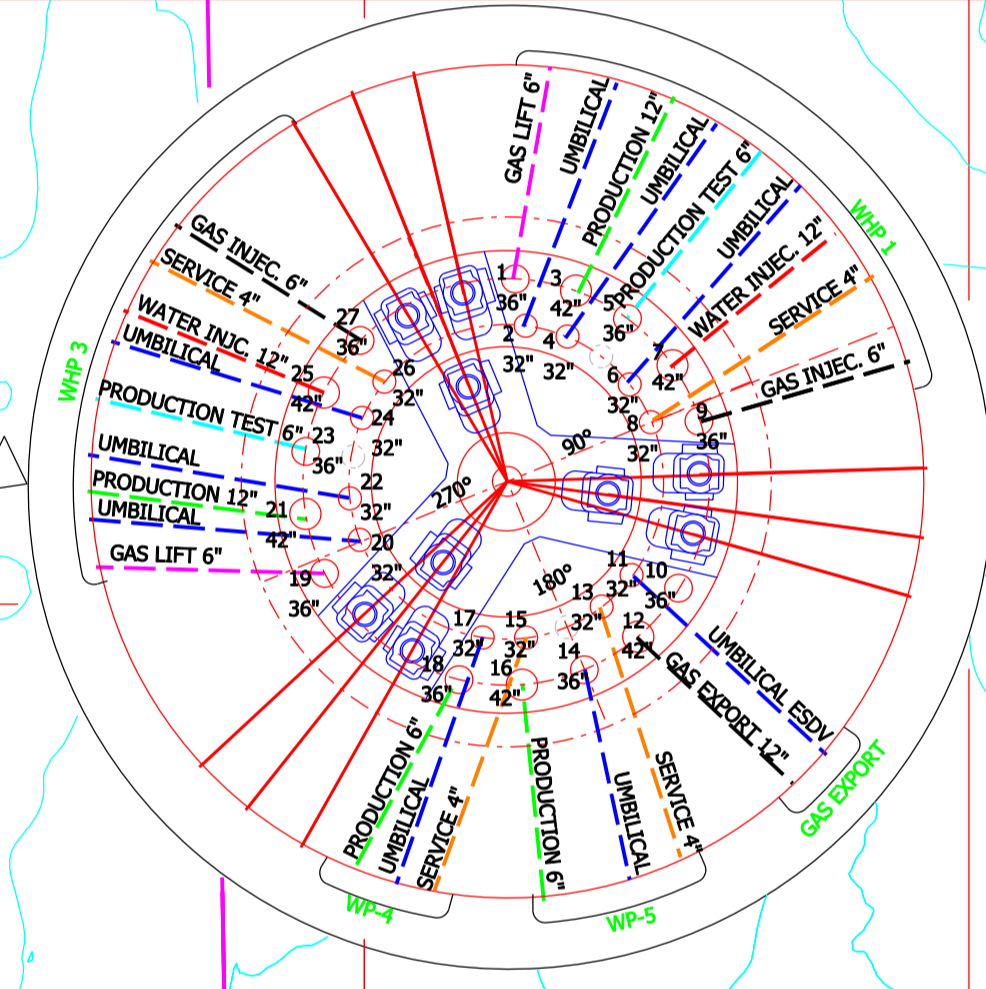 GAS LIFT 6"
UMBILICAL
PRODUCTION 12"
UMBILICAL
PRODUCTION TEST 6"
UMBILICAL
WATER INJEC. 12"
SERVICE 4"
GAS INJEC. 6"
WHP 1
GAS INJEC. 6"
SERVICE 4"
WATER INJC. 12"
UMBILICAL
PRODUCTION TEST 6"
UMBILICAL
PRODUCTION 12"
UMBILICAL
GAS LIFT 6"
WHP 3
1
36"
2
32"
3
42"
4
32"
5
36"
6
32"
7
42"
8
32"
9
36"
90°
180°
270°
10
36"
11
32"
12
42"
13
32"
14
36"
15
32"
16
42"
17
32"
18
36"
19
36"
20
32"
21
42"
22
32"
23
36"
24
32"
25
42"
26
32"
27
36"
UMBILICAL ESDV
GAS EXPORT 12"
GAS EXPORT
PRODUCTION 6"
UMBILICAL
SERVICE 4"
WP-4
PRODUCTION 6"
UMBILICAL
SERVICE 4"
WP-5